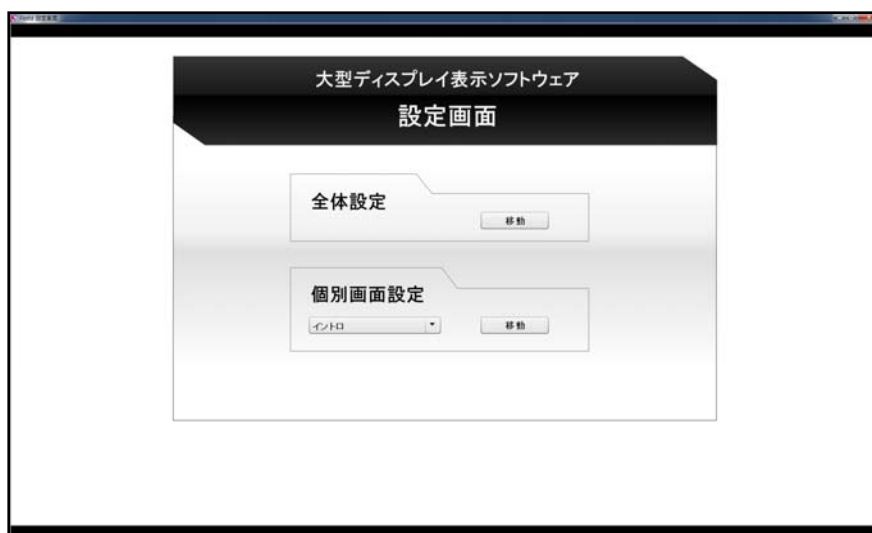 大型ディスプレイ表示ソフトウェア
設定画面
全体設定
移動
個別画面設定
イントロ
移動